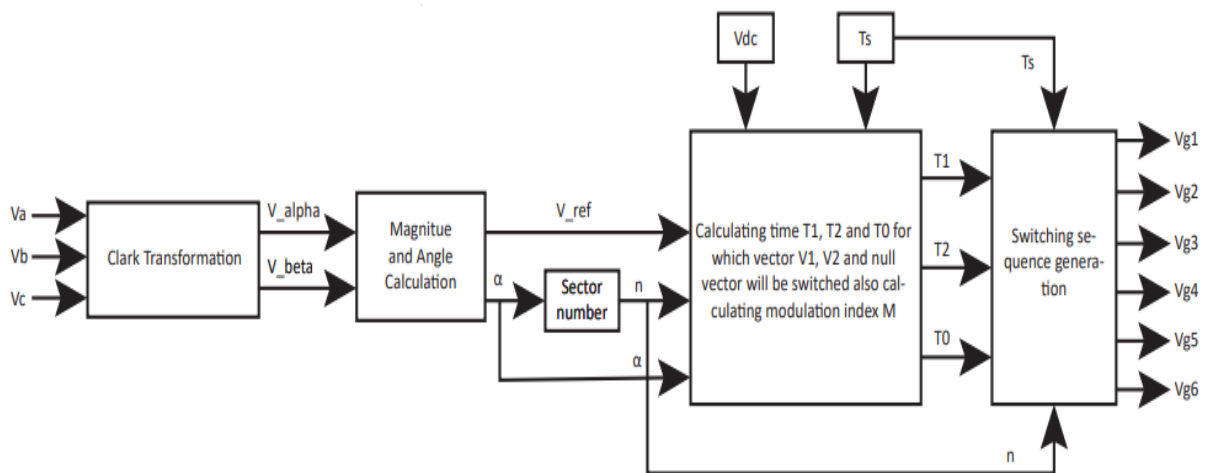 Vdc
Ts
Ts
Va
Vb
Vc
Clark Transformation
V_alpha
V_beta
Magnitue
and Angle
Calculation
V_ref
α
Sector
number
n
α
Calculating time T1, T2 and T0 for
which vector V1, V2 and null
vector will be switched also cal-
culating modulation index M
T1
T2
T0
Switching se-
quence genera-
tion
n
Vg1
Vg2
Vg3
Vg4
Vg5
Vg6